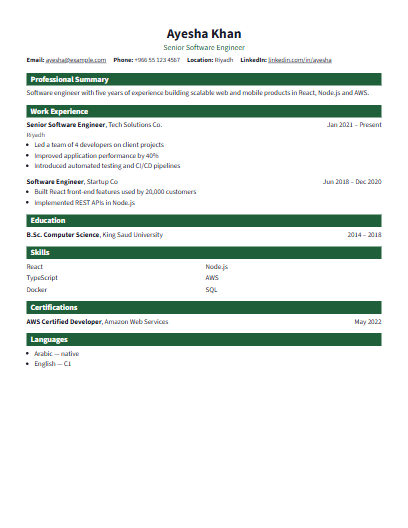 Ayesha Khan
Senior Software Engineer
Email: ayesha@example.com Phone: +966 55 123 4567 Location: Riyadh LinkedIn: linkedin.com/in/ayesha
Professional Summary
Software engineer with five years of experience building scalable web and mobile products in React, Node.js and AWS.
Work Experience
Senior Software Engineer, Tech Solutions Co. Jan 2021 – Present
Riyadh
• Led a team of 4 developers on client projects
• Improved application performance by 40%
• Introduced automated testing and CI/CD pipelines
Software Engineer, Startup Co Jun 2018 – Dec 2020
• Built React front-end features used by 20,000 customers
• Implemented REST APIs in Node.js
Education
B.Sc. Computer Science, King Saud University 2014 – 2018
Skills
React Node.js
TypeScript AWS
Docker SQL
Certifications
AWS Certified Developer, Amazon Web Services May 2022
Languages
• Arabic — native
• English — C1